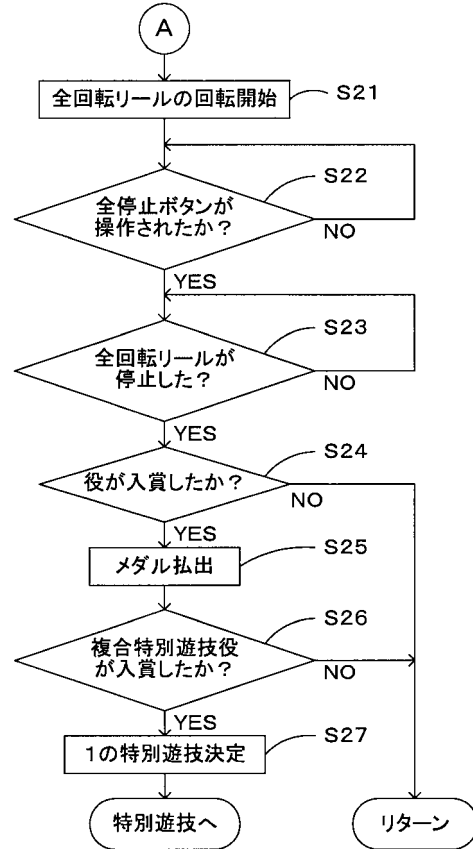 A
全回転リールの回転開始
S21
S22
全停止ボタンが
操作されたか？
NO
YES
S23
全回転リールが
停止した？
NO
YES
S24
役が入賞したか？
NO
YES
S25
メダル払出
S26
複合特別遊技役
が入賞したか？
NO
YES
S27
1の特別遊技決定
特別遊技へ
リターン